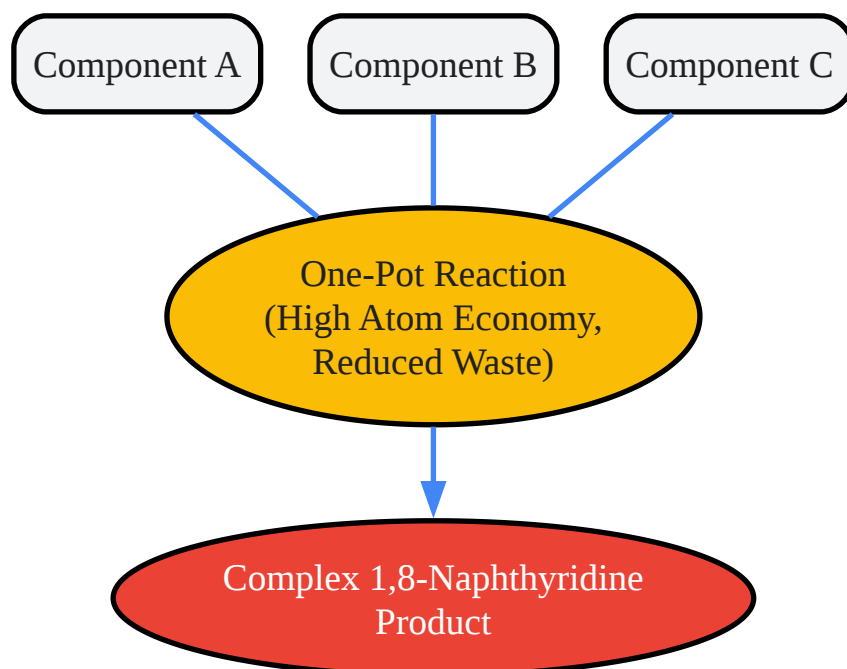 Component A
Component B
Component C
One-Pot Reaction
(High Atom Economy,
Reduced Waste)
Complex 1,8-Naphthyridine
Product